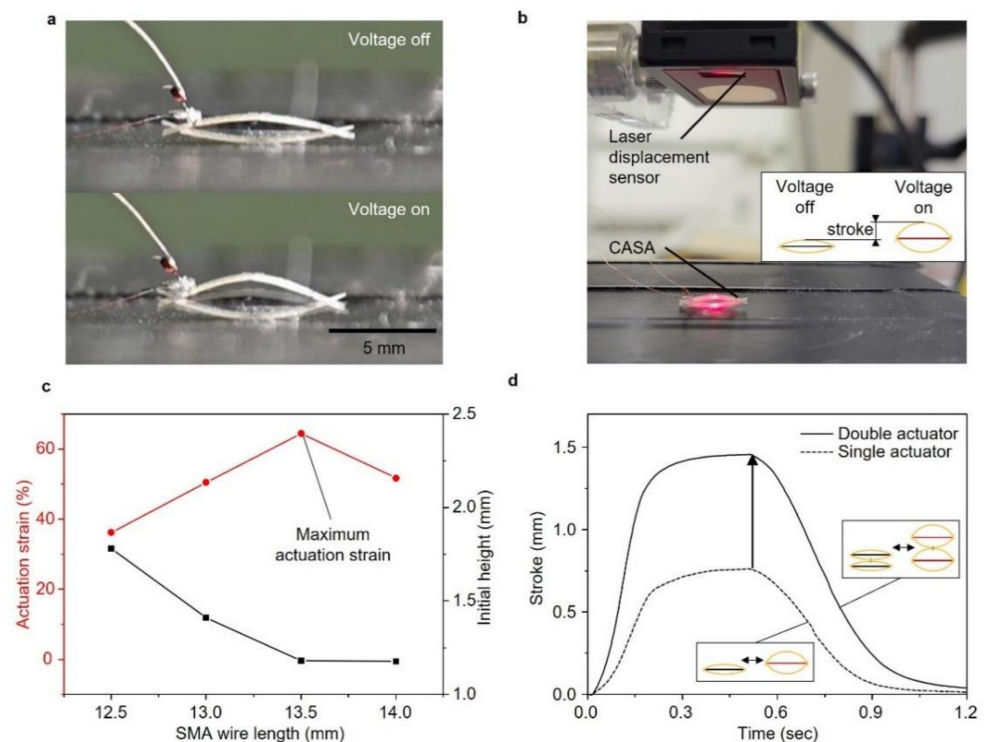 a
Voltage off
Voltage on
5 mm
b
Laser
displacement
sensor
Voltage
off
Voltage
on
stroke
CASA
c
Actuation strain (%)
60
40
20
0
Maximum
actuation strain
2.5
2.0
1.5
1.0
Initial height (mm)
12.5 13.0 13.5 14.0
SMA wire length (mm)
d
Stroke (mm)
1.5
1.0
0.5
0.0
Double actuator
Single actuator
0.0 0.3 0.6 0.9 1.2
Time (sec)